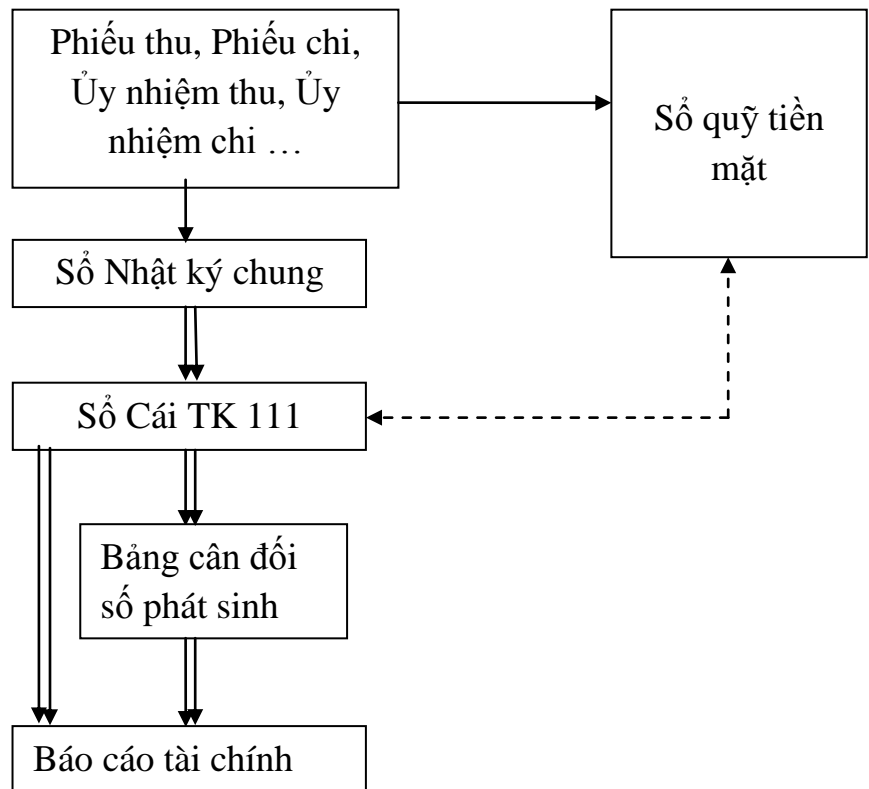 Phiếu thu, Phiếu chi,
Ủy nhiệm thu, Ủy
nhiệm chi …
Sổ quỹ tiền
mặt
Sổ Nhật ký chung
Sổ Cái TK 111
Bảng cân đối
số phát sinh
Báo cáo tài chính